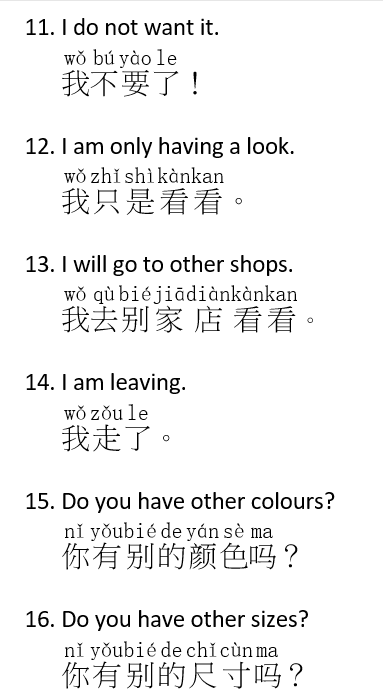 11. I do not want it.
wǒ bú yào le
我不要了！
12. I am only having a look.
wǒ zhǐ shì kànkan
我只是看看。
13. I will go to other shops.
wǒ qù bié jiā diàn kànkan
我去别家店看看。
14. I am leaving.
wǒ zǒu le
我走了。
15. Do you have other colours?
nǐ yǒu bié de yán sè ma
你有别的颜色吗？
16. Do you have other sizes?
nǐ yǒu bié de chǐ cùn ma
你有别的尺寸吗？